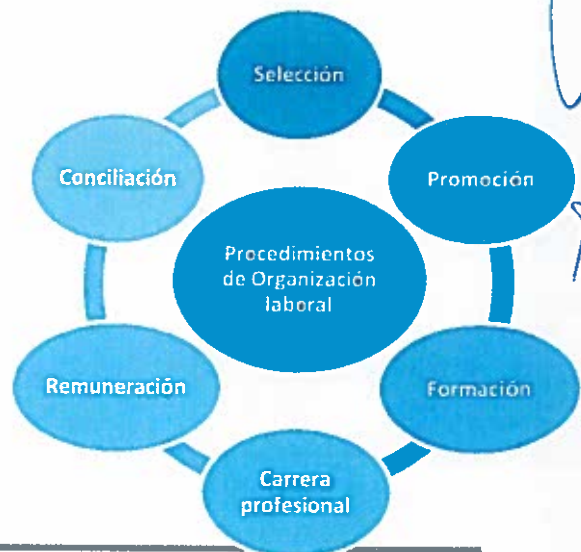 Selección
Conciliación
Promoción
Procedimientos
de Organización
laboral
Remuneración
Formación
Carrera
profesional